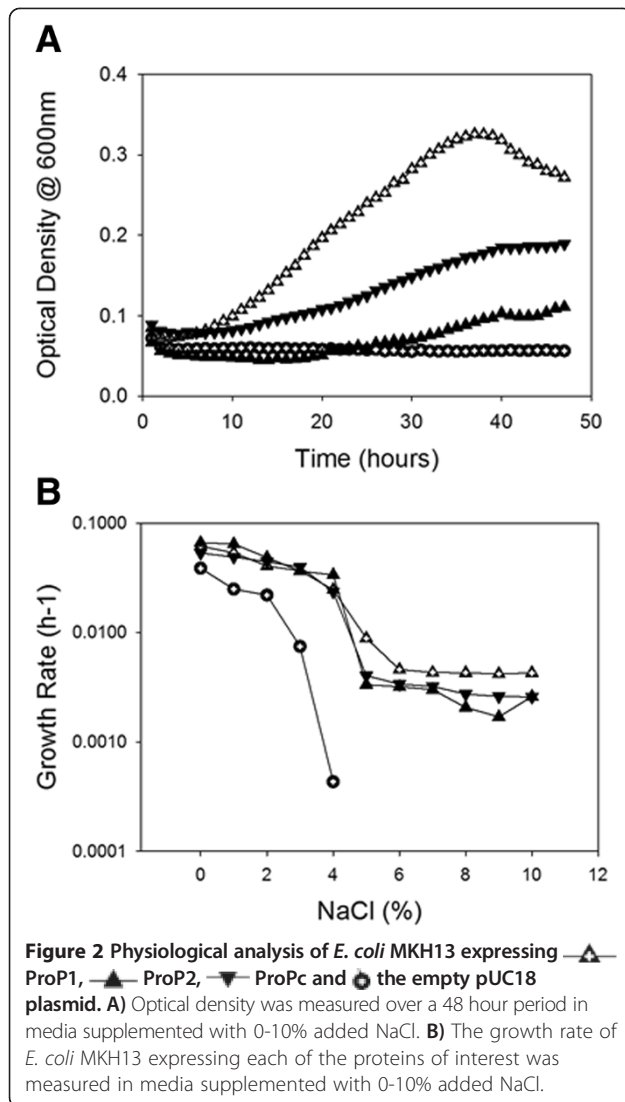 A
0.4
0.3
0.2
0.1
0.0
Optical Density @ 600nm
0 10 20 30 40 50
Time (hours)
B
0.1000
0.0100
0.0010
0.0001
Growth Rate (h-1)
0 2 4 6 8 10 12
NaCl (%)
Figure 2 Physiological analysis of E. coli MKH13 expressing
ProP1, ProP2, ProPc and the empty pUC18
plasmid. A) Optical density was measured over a 48 hour period in
media supplemented with 0-10% added NaCl. B) The growth rate of
E. coli MKH13 expressing each of the proteins of interest was
measured in media supplemented with 0-10% added NaCl.